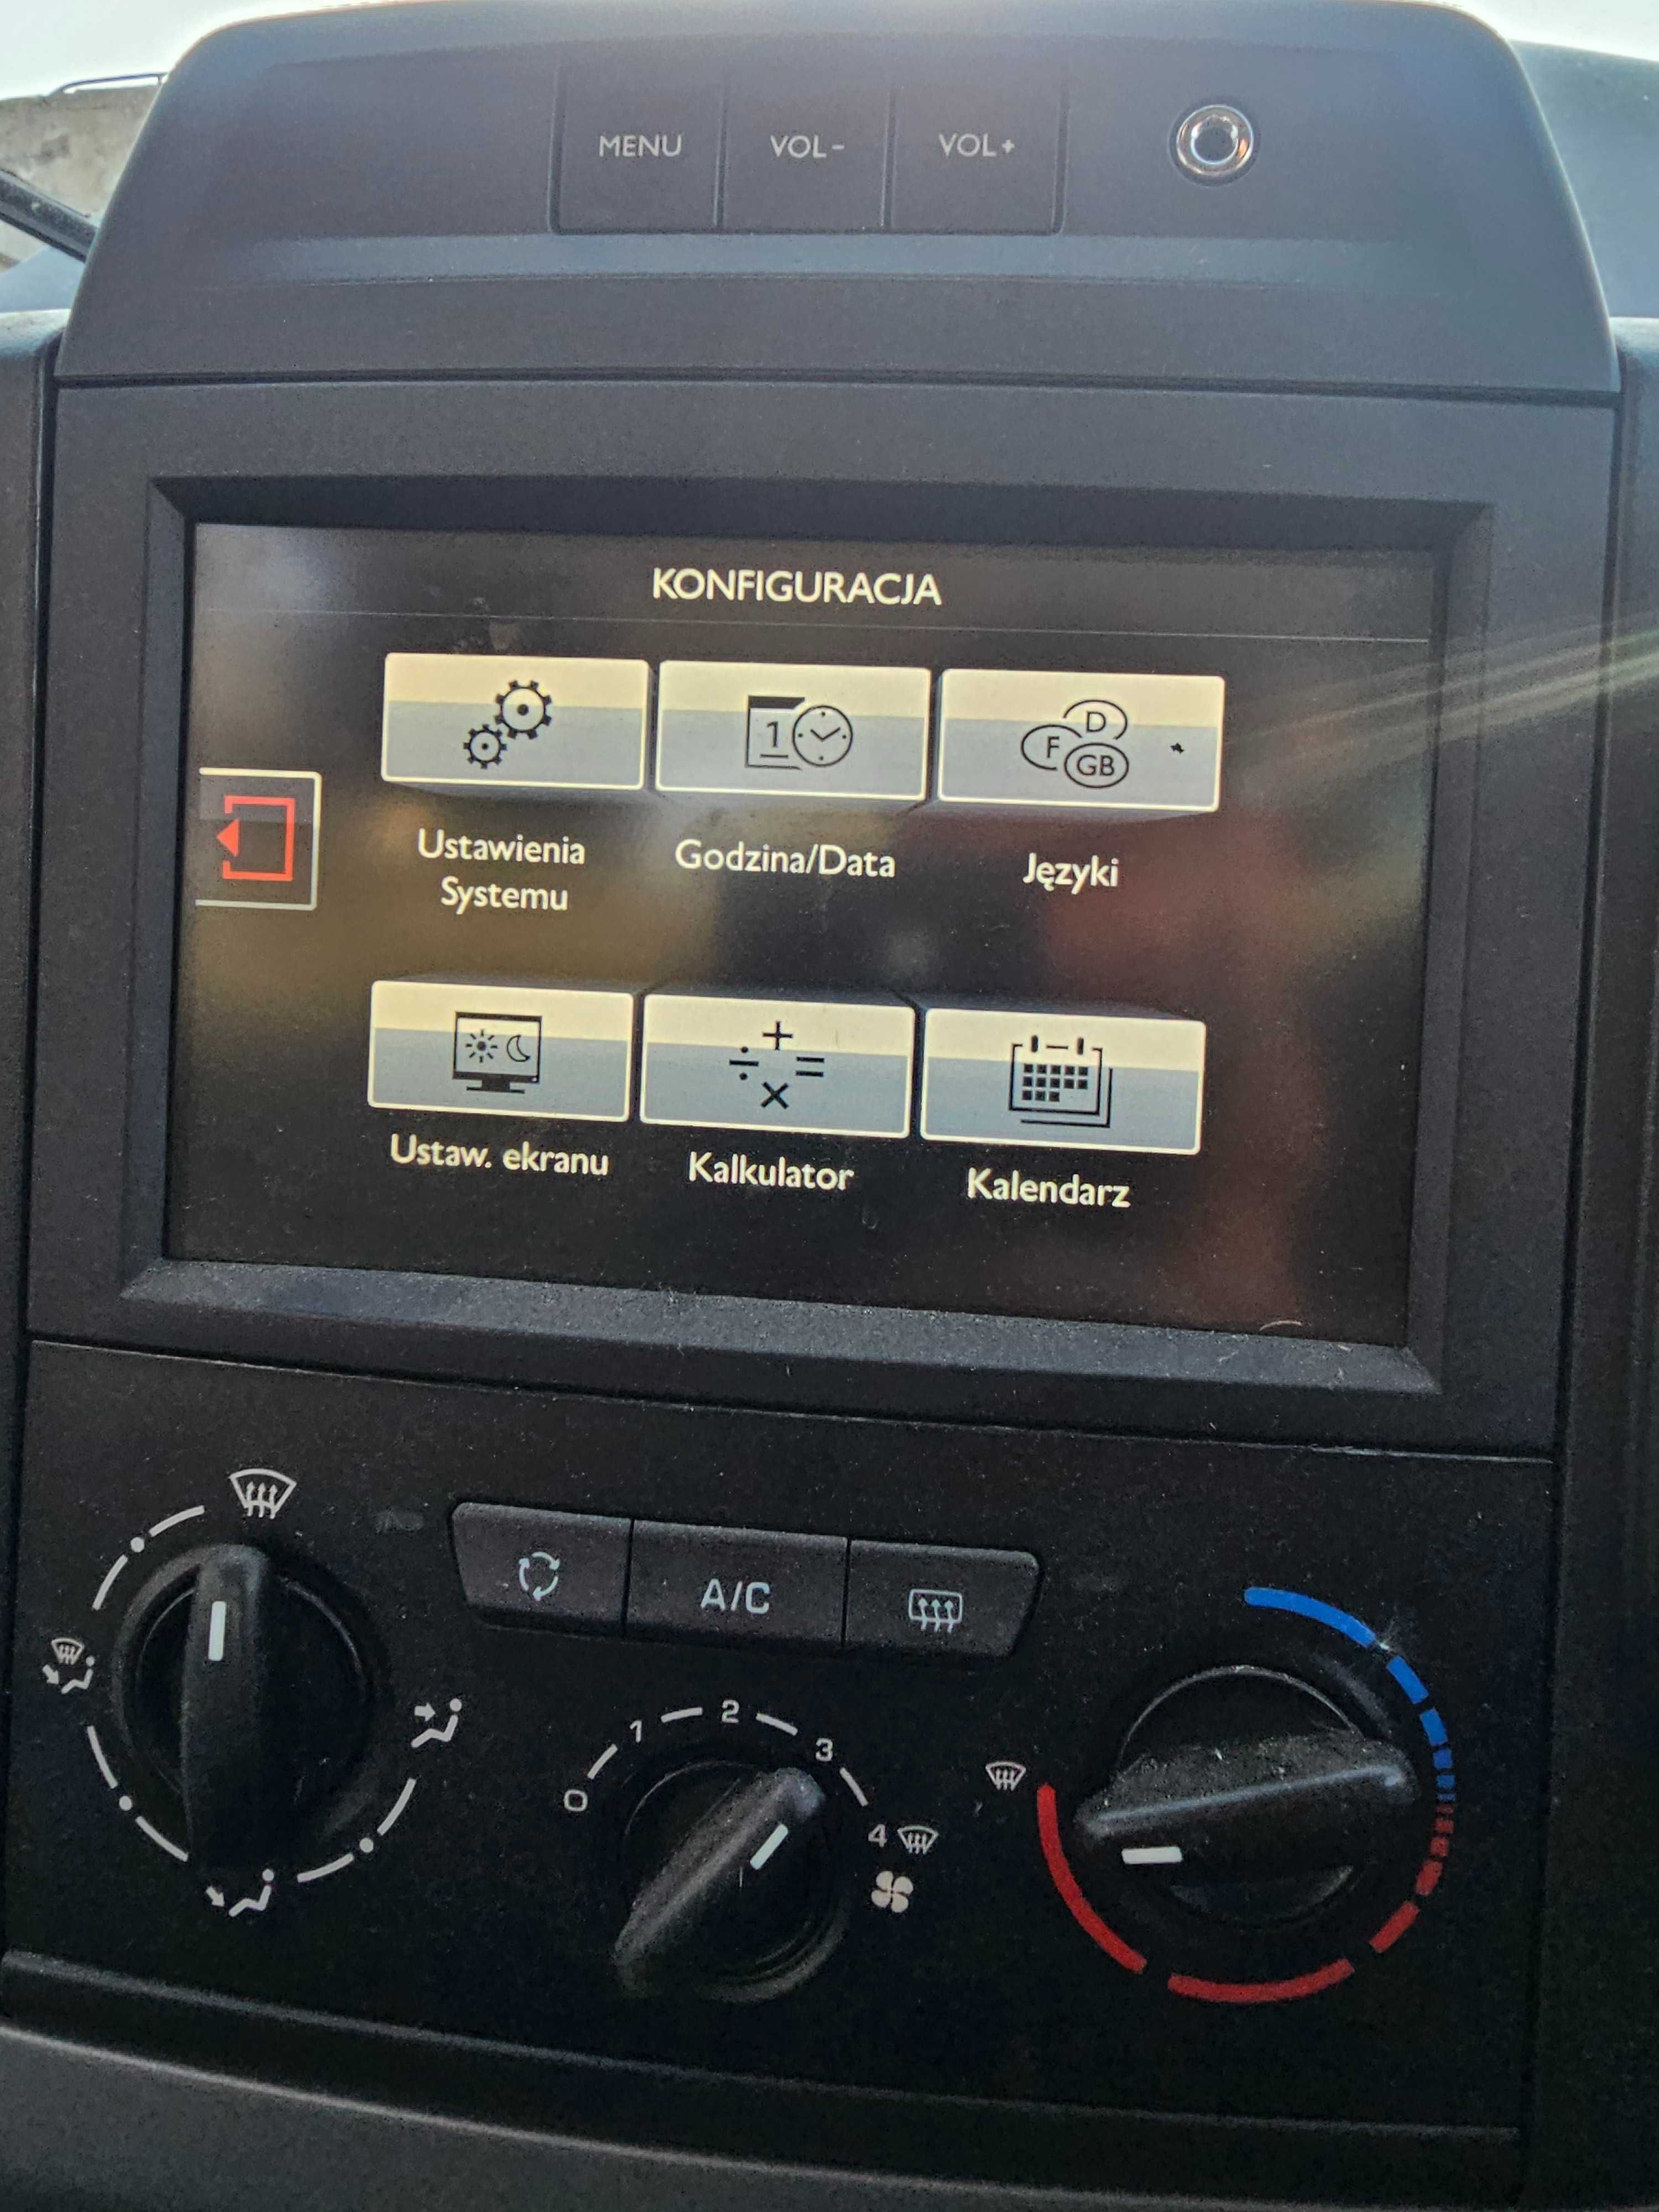 MENU VOL- VOL+
KONFIGURACJA
1 D F GB
Ustawienia
Systemu
Godzina/Data
Języki
Ustaw. ekranu
Kalkulator
Kalendarz
A/C
0 1 2 3 4